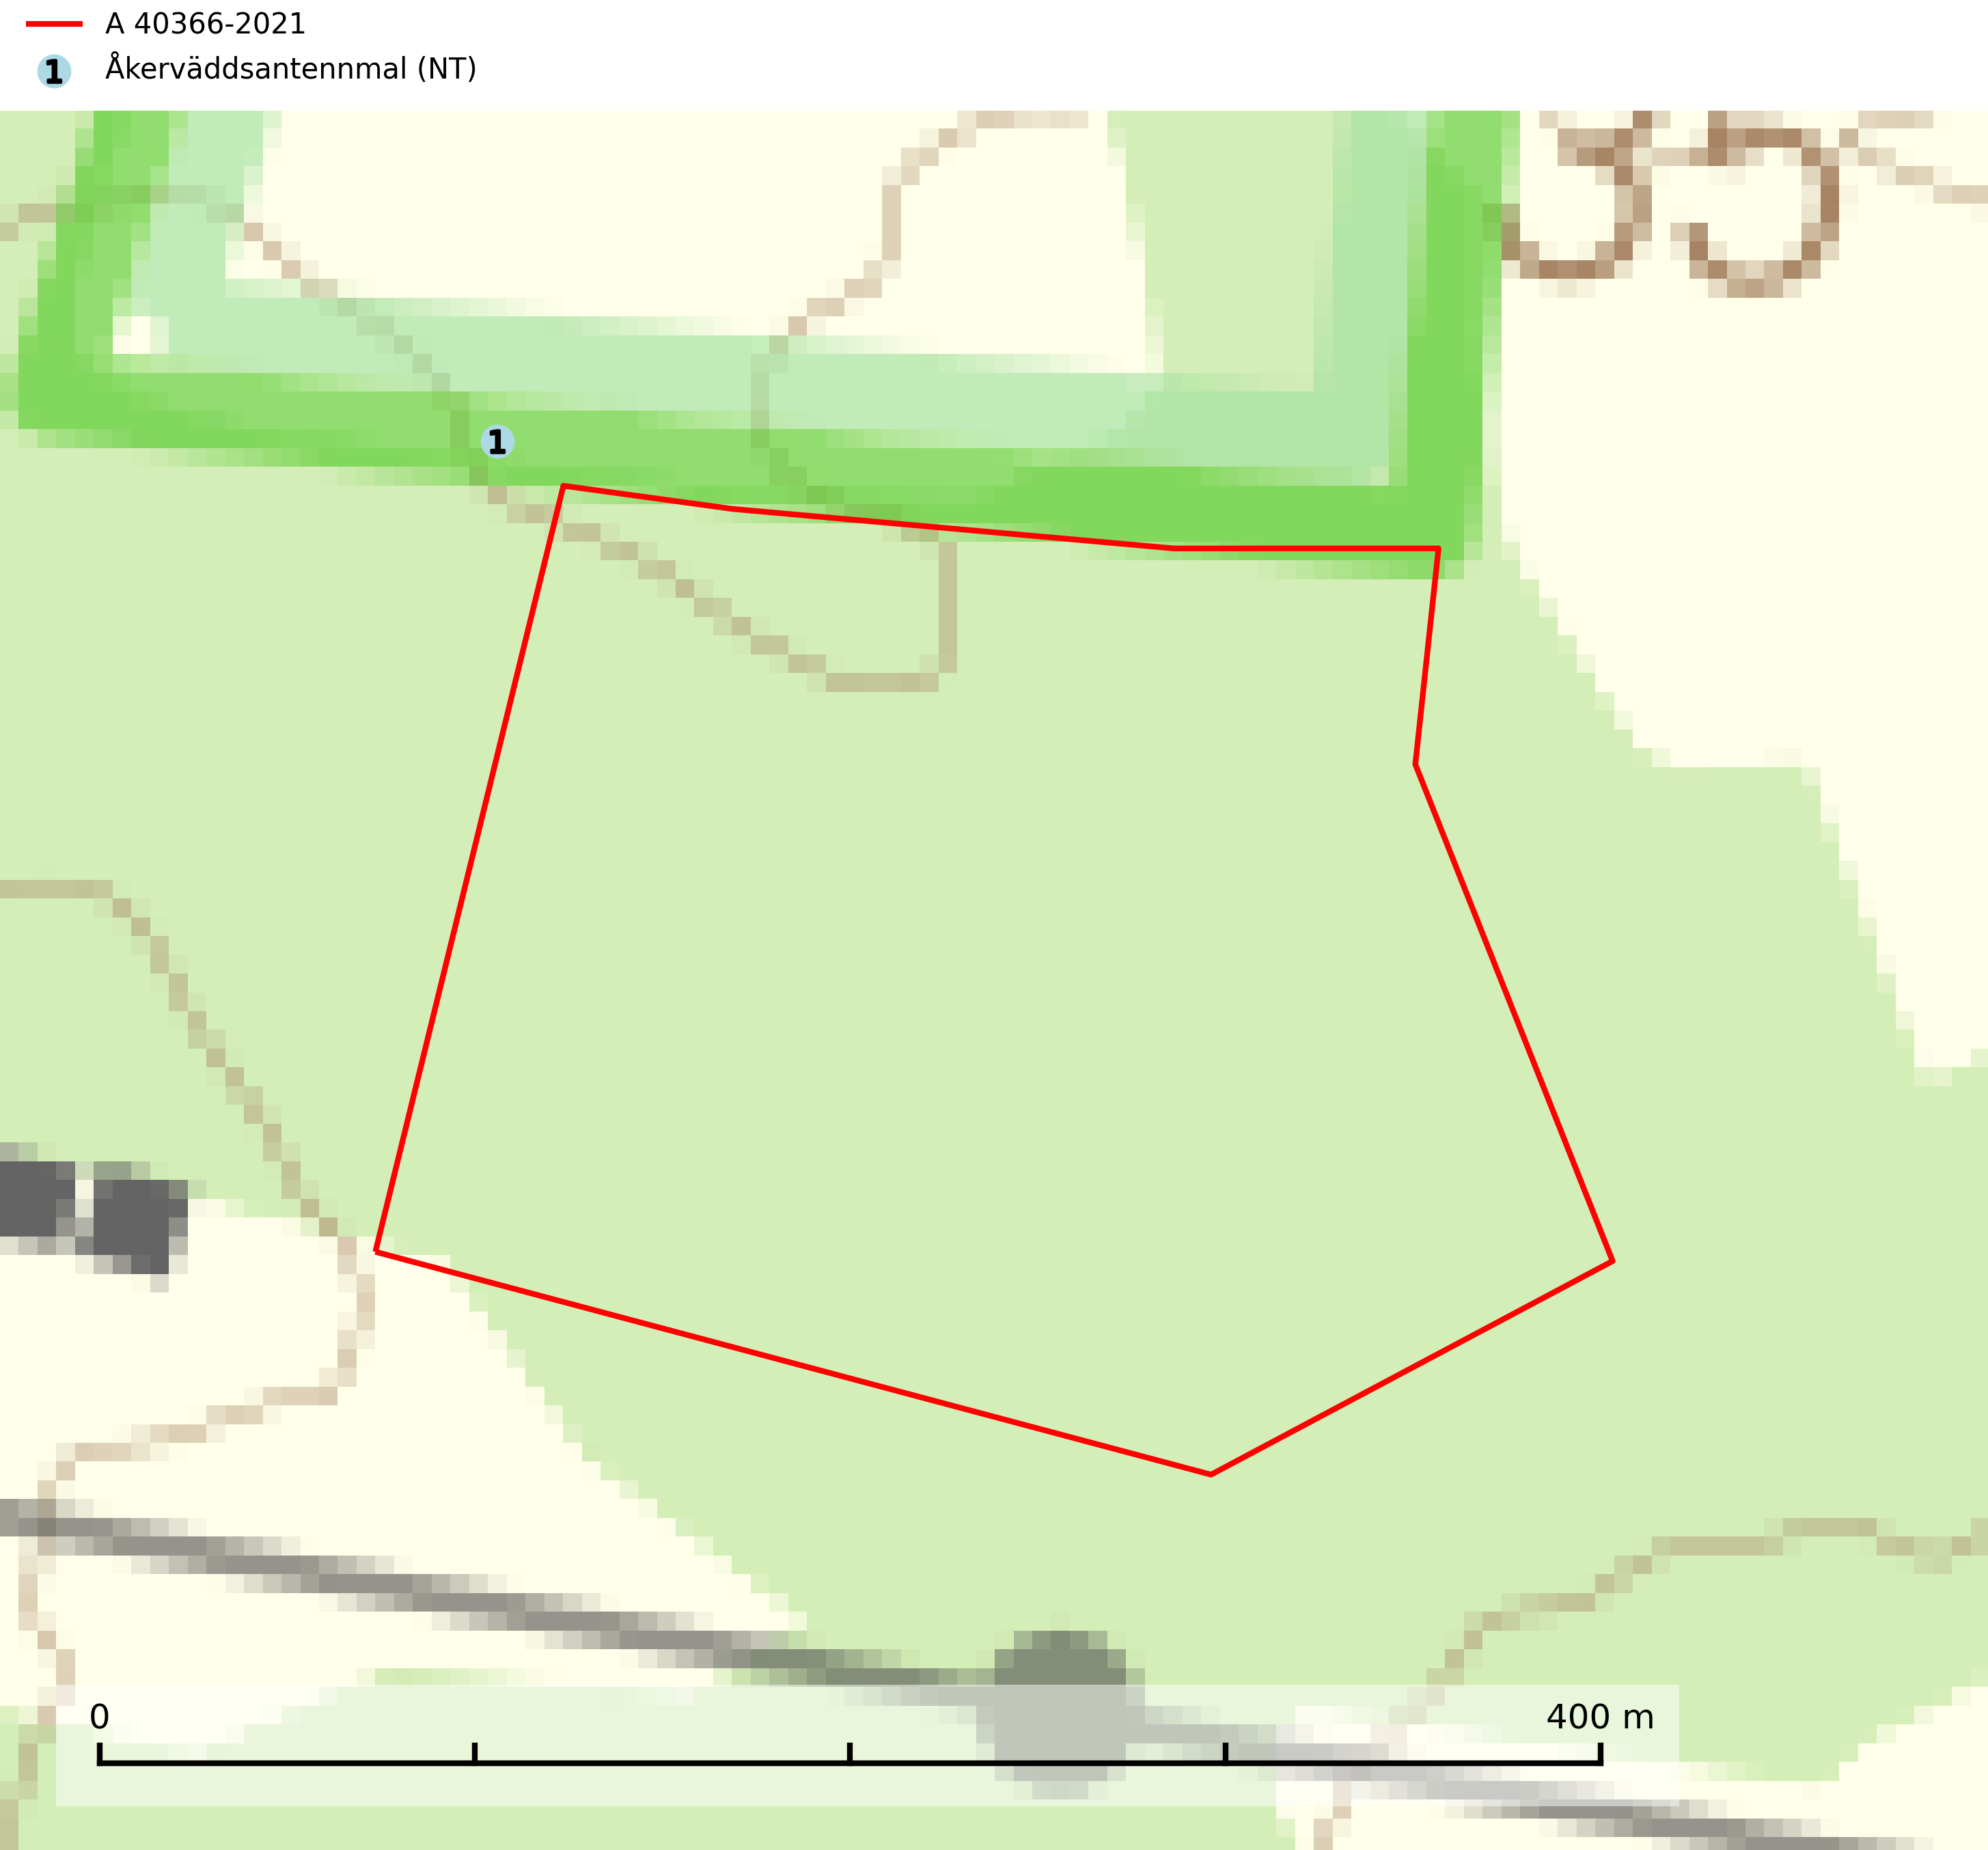 A 40366-2021
1 Åkerväddsantennmal (NT)
1
0 400 m